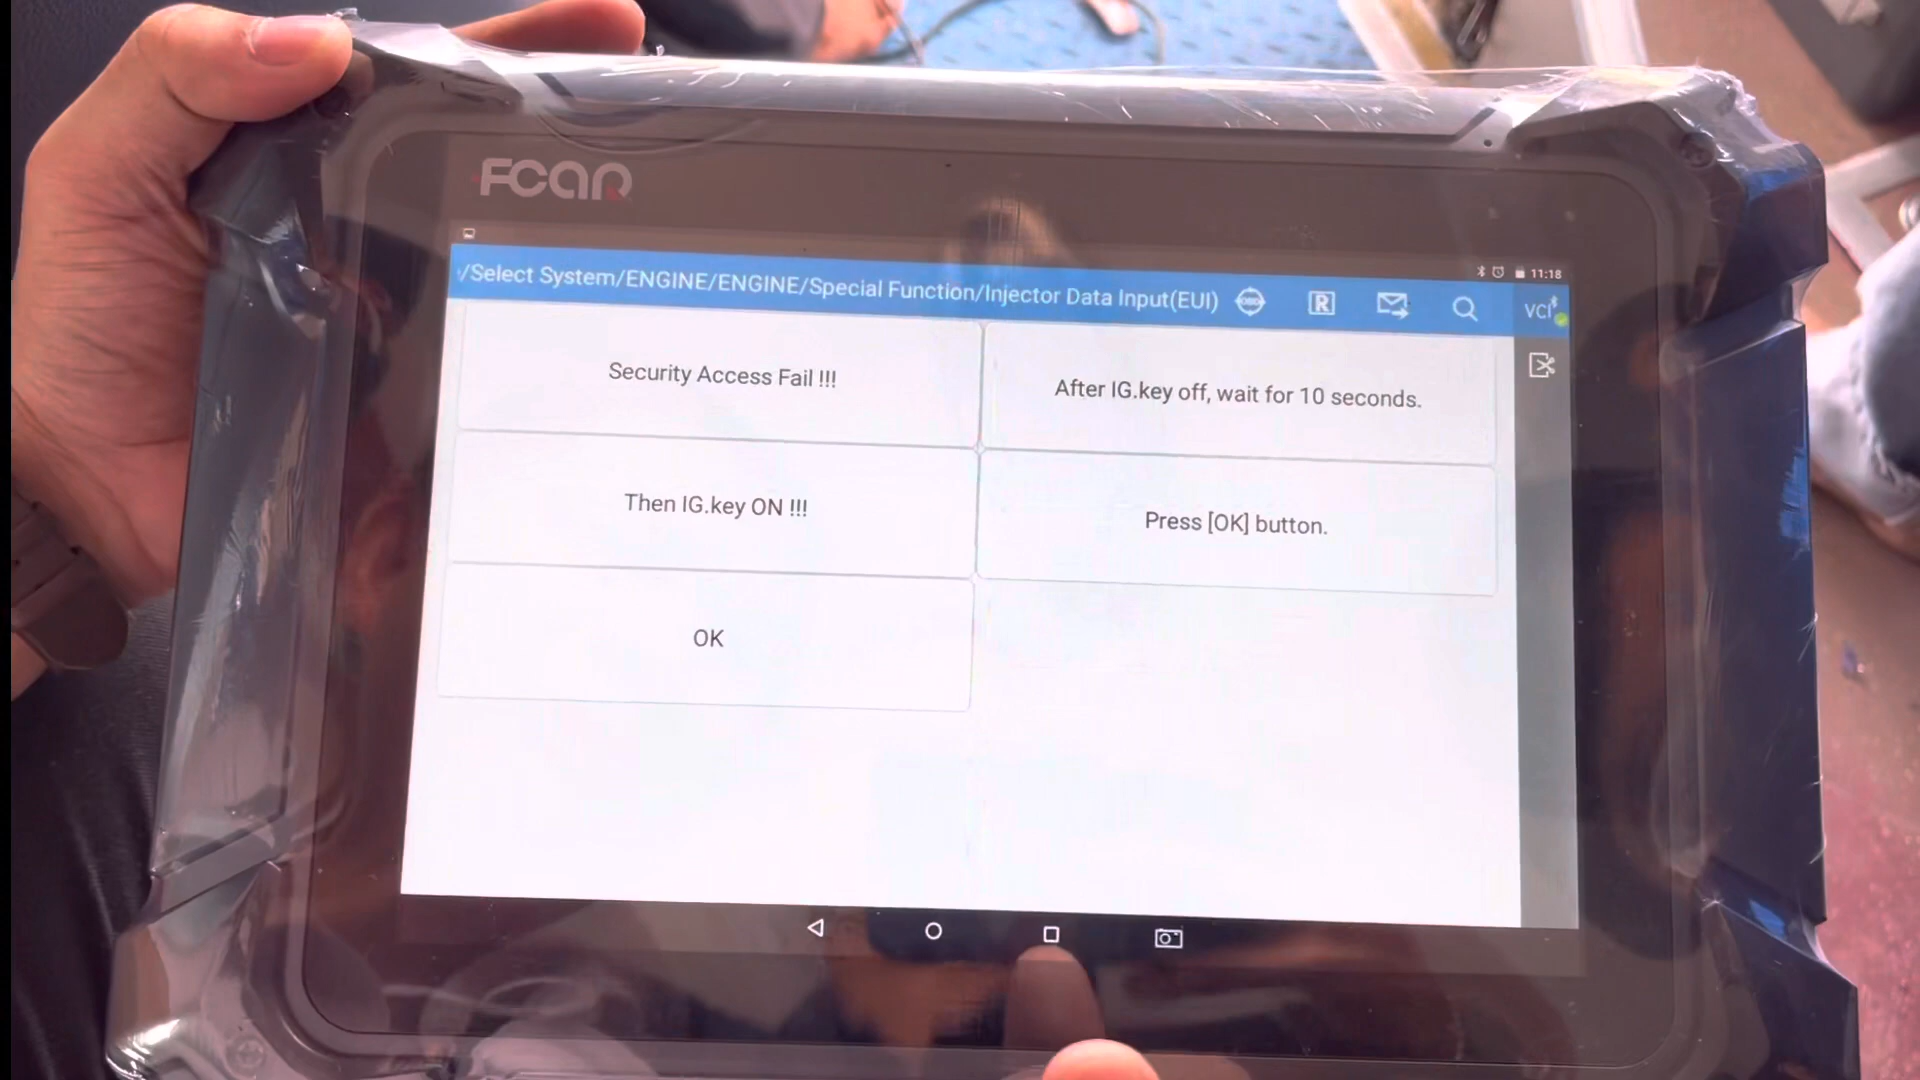 FCAR
11:18
/Select System/ENGINE/ENGINE/Special Function/Injector Data Input(EUI)
R
VCI
Security Access Fail !!!
After IG.key off, wait for 10 seconds.
Then IG.key ON !!!
Press [OK] button.
OK